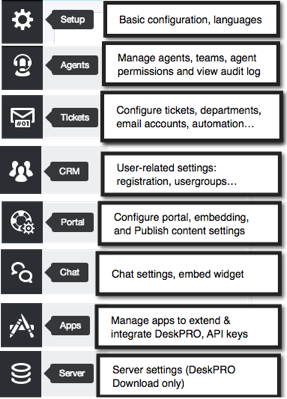 Setup
Basic configuration, languages
Agents
Manage agents, teams, agent
permissions and view audit log
#01
Tickets
Configure tickets, departments,
email accounts, automation…
CRM
User-related settings:
registration, usergroups…
Portal
Configure portal, embedding,
and Publish content settings
Chat
Chat settings, embed widget
Apps
Manage apps to extend &
integrate DeskPRO, API keys
Server
Server settings (DeskPRO
Download only)